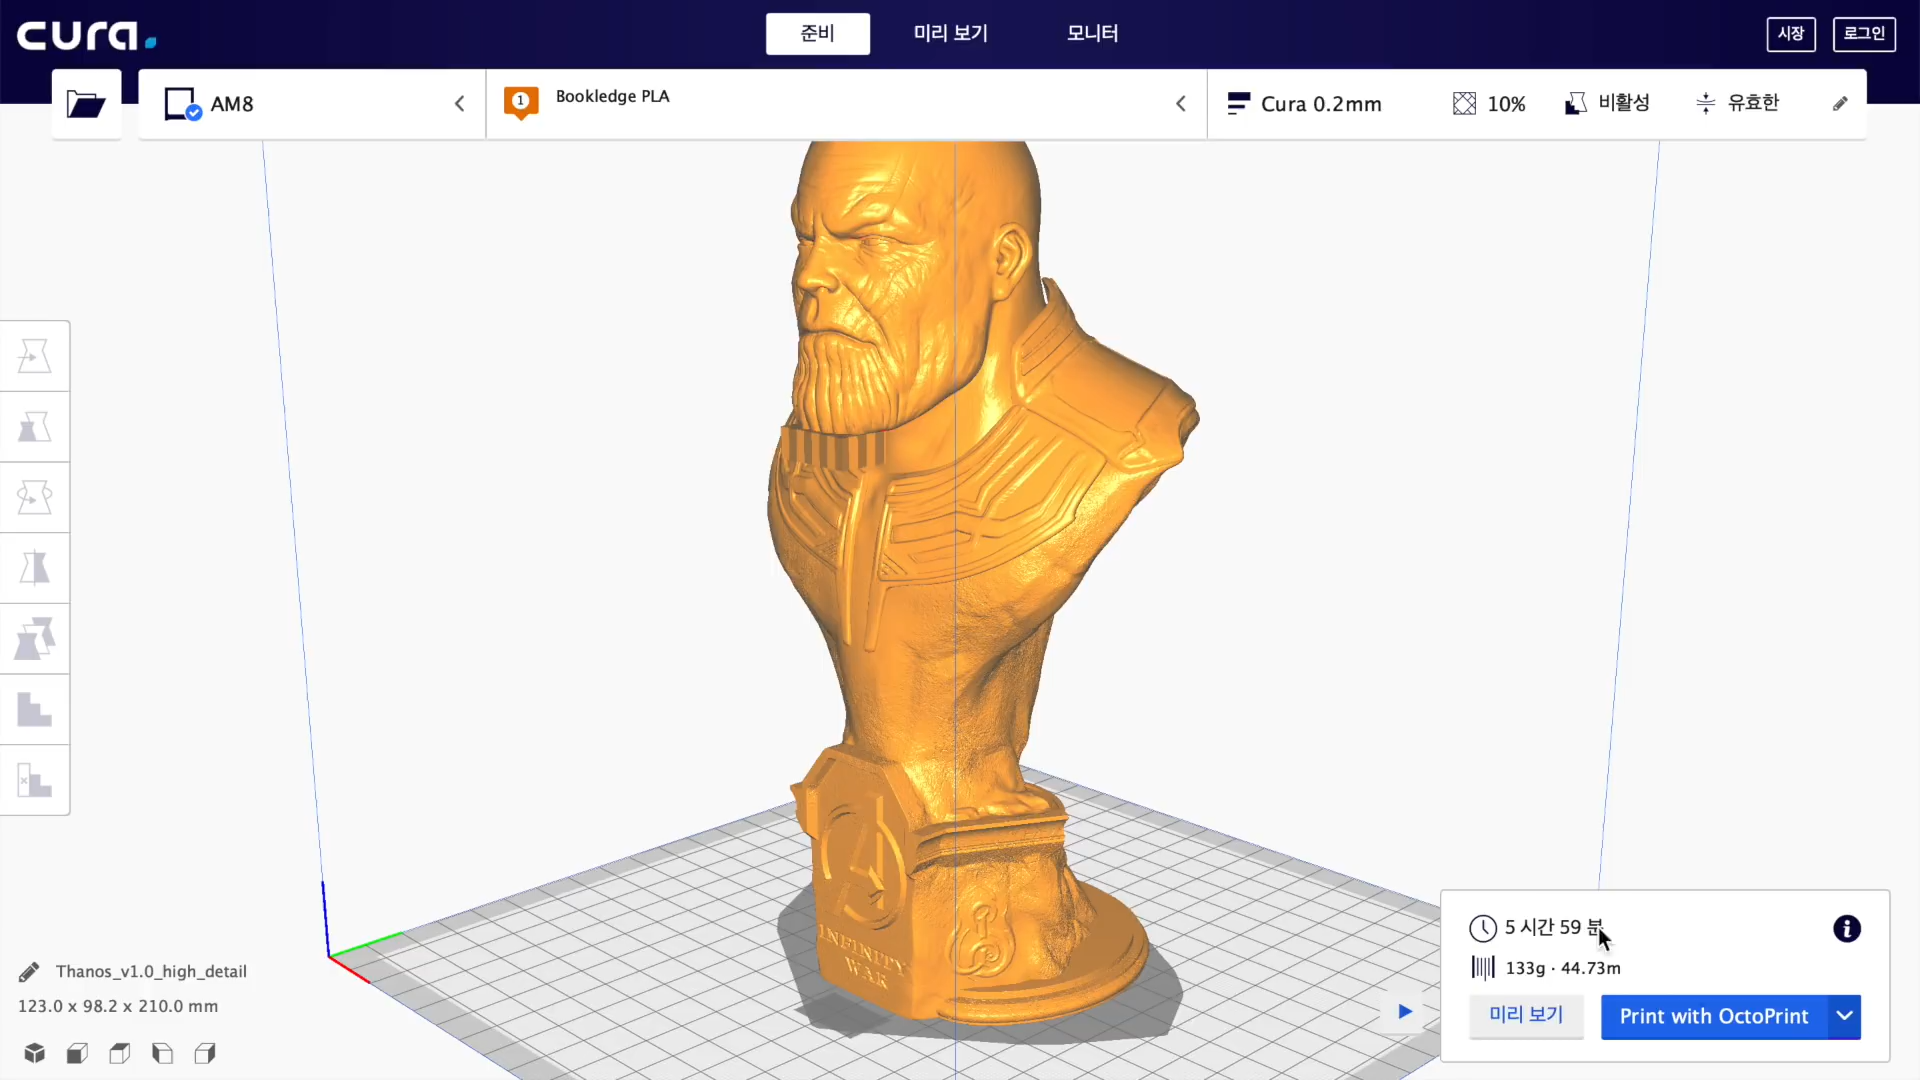 cura.
준비
미리 보기
모니터
시장
로그인
AM8
1
Bookledge PLA
Cura 0.2mm
10%
비활성
유효한
INFINITY
WAR
5 시간 59 분
133g · 44.73m
미리 보기
Print with OctoPrint
Thanos_v1.0_high_detail
123.0 x 98.2 x 210.0 mm